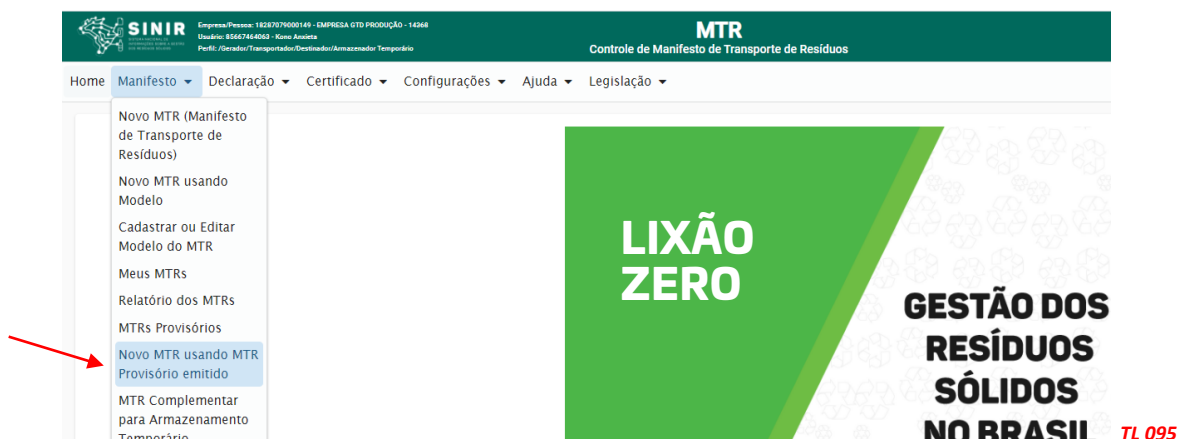 SINIR
Empresa/Pessoa: 18287079000149 - EMPRESA GTD PRODUÇÃO - 14368
Usuário: 85667464063 - Kono Anxieta
Perfil: /Gerador/Transportador/Destinador/Armazenador Temporário
MTR
Controle de Manifesto de Transporte de Resíduos
Home Manifesto Declaração Certificado Configurações Ajuda Legislação
Novo MTR (Manifesto
de Transporte de
Resíduos)
Novo MTR usando
Modelo
Cadastrar ou Editar
Modelo do MTR
Meus MTRs
Relatório dos MTRs
MTRs Provisórios
Novo MTR usando MTR
Provisório emitido
MTR Complementar
para Armazenamento
Temporário
LIXÃO
ZERO
GESTÃO DOS
RESÍDUOS
SÓLIDOS
NO BRASIL
TL 095